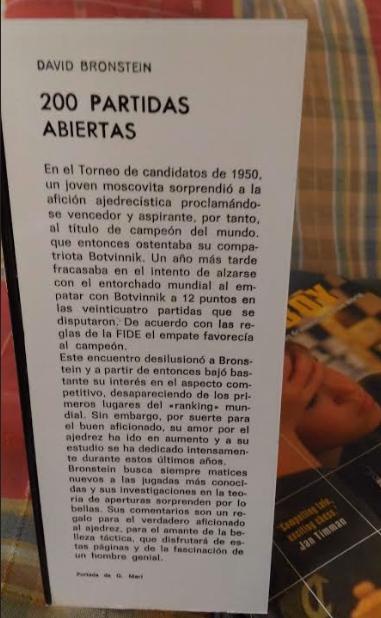 DAVID BRONSTEIN
200 PARTIDAS
ABIERTAS
En el Torneo de candidatos de 1950,
un joven moscovita sorprendió a la
afición ajedrecística proclamándo-
se vencedor y aspirante, por tanto,
al título de campeón del mundo,
que entonces ostentaba su compa-
triota Botvinnik. Un año más tarde
fracasaba en el intento de alzarse
con el entorchado mundial al em-
patar con Botvinnik a 12 puntos en
las veinticuatro partidas que se
disputaron. De acuerdo con las re-
glas de la FIDE el empate favorecía
al campeón.
Este encuentro desilusionó a Brons-
tein y a partir de entonces bajó bas-
tante su interés en el aspecto com-
petitivo, desapareciendo de los pri-
meros lugares del «ranking» mun-
dial. Sin embargo, por suerte para
el buen aficionado, su amor por el
ajedrez ha ido en aumento y a su
estudio se ha dedicado intensamen-
te durante estos últimos años.
Bronstein busca siempre matices
nuevos a las jugadas más conoci-
das y sus investigaciones en la teo-
ría de aperturas sorprenden por lo
bellas. Sus comentarios son un re-
galo para el verdadero aficionado
al ajedrez, para el amante de la be-
lleza táctica, que disfrutará de es-
tas páginas y de la fascinación de
un hombre genial.
Portada de G. Mari
"Compelling tale,
exciting chess"
Jan Timman